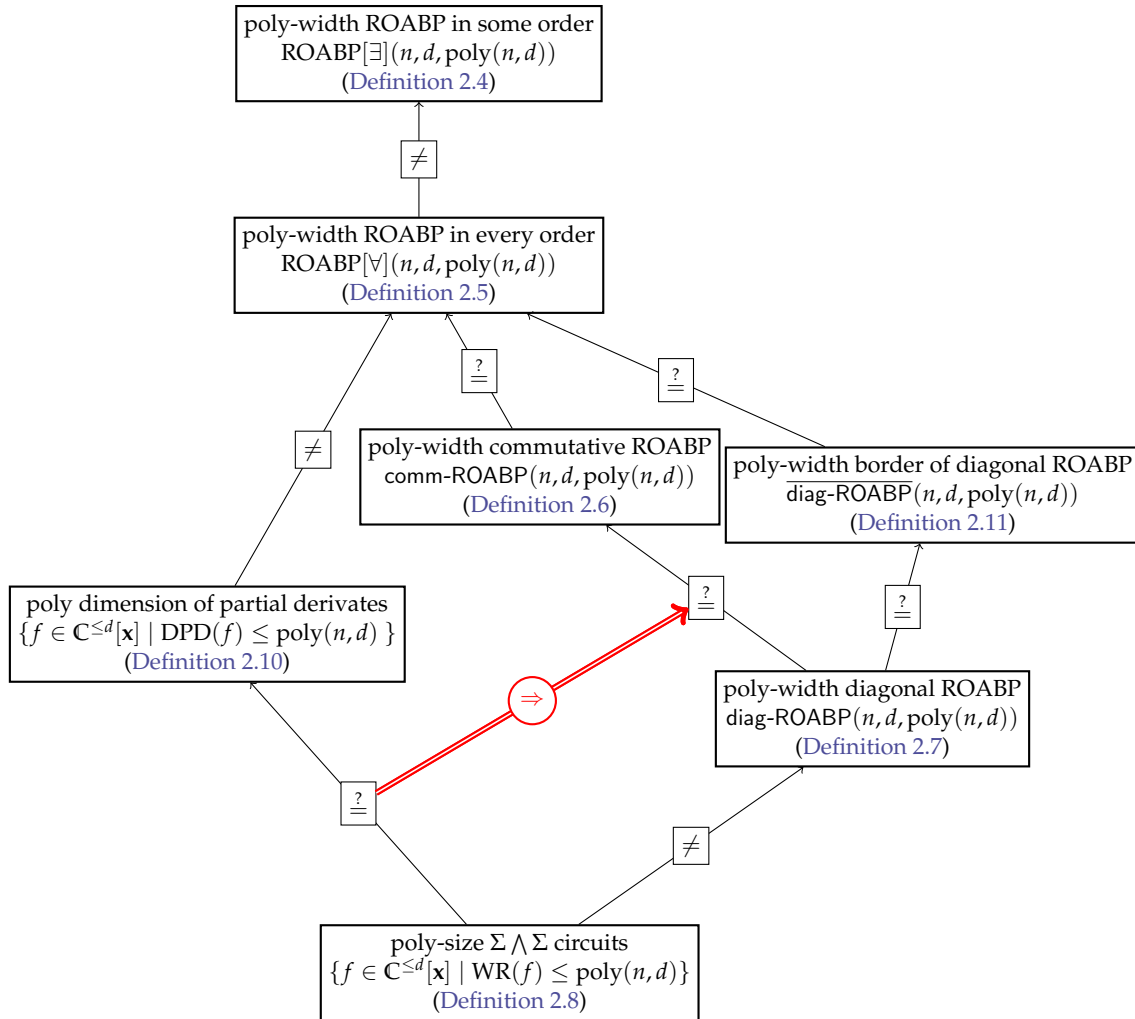 poly-width ROABP in some order
ROABP[∃](n, d, poly(n, d))
(Definition 2.4)
≠
poly-width ROABP in every order
ROABP[∀](n, d, poly(n, d))
(Definition 2.5)
?
=
?
=
≠
poly-width commutative ROABP
comm-ROABP(n, d, poly(n, d))
(Definition 2.6)
poly-width border of diagonal ROABP
$\overline{\text{diag-ROABP}}$(n, d, poly(n, d))
(Definition 2.11)
?
=
?
=
poly dimension of partial derivates
{f ∈ ℂ^{≤d}[𝐱] | DPD(f) ≤ poly(n, d) }
(Definition 2.10)
⇒
poly-width diagonal ROABP
diag-ROABP(n, d, poly(n, d))
(Definition 2.7)
?
=
≠
poly-size Σ ⋀ Σ circuits
{f ∈ ℂ^{≤d}[𝐱] | WR(f) ≤ poly(n, d)}
(Definition 2.8)